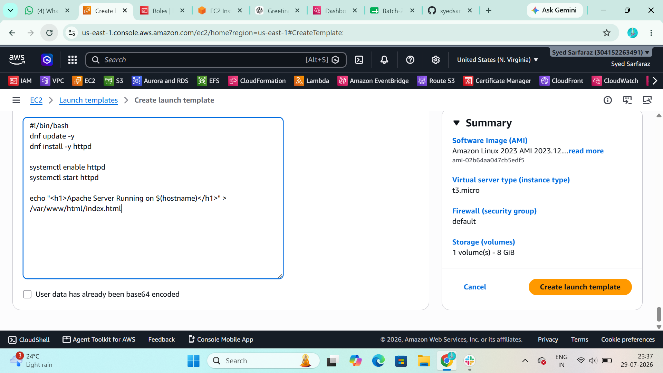 (4) Wh
Create l
Roles |
EC2 Ins
Greetin
Dashbo
Batch-
syedsar
Ask Gemini
us-east-1.console.aws.amazon.com/ec2/home?region=us-east-1#CreateTemplate:
aws
Search
[Alt+S]
United States (N. Virginia) ▼
Syed Sarfaraz (304152263491) ▼
Syed Sarfaraz
IAM VPC EC2 S3 Aurora and RDS EFS CloudFormation Lambda Amazon EventBridge Route 53 Certificate Manager CloudFront CloudWatch
EC2 > Launch templates > Create launch template
#!/bin/bash
dnf update -y
dnf install -y httpd
systemctl enable httpd
systemctl start httpd
echo "<h1>Apache Server Running on $(hostname)</h1>" >
/var/www/html/index.html
User data has already been base64 encoded
▼ Summary
Software Image (AMI)
Amazon Linux 2023 AMI 2023.12....read more
Virtual server type (instance type)
t3.micro
Firewall (security group)
default
Storage (volumes)
1 volume(s) - 8 GiB
Cancel
Create launch template
CloudShell
Agent Toolkit for AWS
Feedback
Console Mobile App
© 2026, Amazon Web Services, Inc. or its affiliates.
Privacy
Terms
Cookie preferences
24°C
Light rain
Search
ENG
IN
23:37
29-07-2026